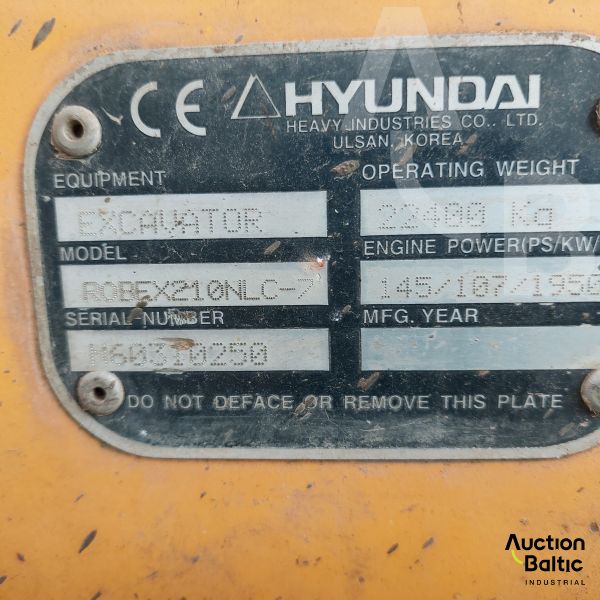 CE HYUNDAI
HEAVY INDUSTRIES CO., LTD.
ULSAN, KOREA
EQUIPMENT
EXCAVATOR
OPERATING WEIGHT
22400 Kg
MODEL
ROBEX210NLC-7
ENGINE POWER(PS/KW/
145/107/1950
SERIAL NUMBER
N60310250
MFG. YEAR
DO NOT DEFACE OR REMOVE THIS PLATE
Auction
Baltic
INDUSTRIAL